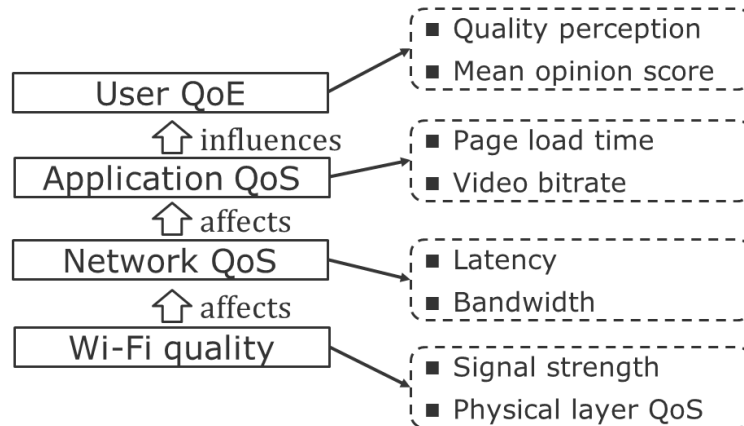 User QoE
influences
Application QoS
affects
Network QoS
affects
Wi-Fi quality
■ Quality perception
■ Mean opinion score
■ Page load time
■ Video bitrate
■ Latency
■ Bandwidth
■ Signal strength
■ Physical layer QoS